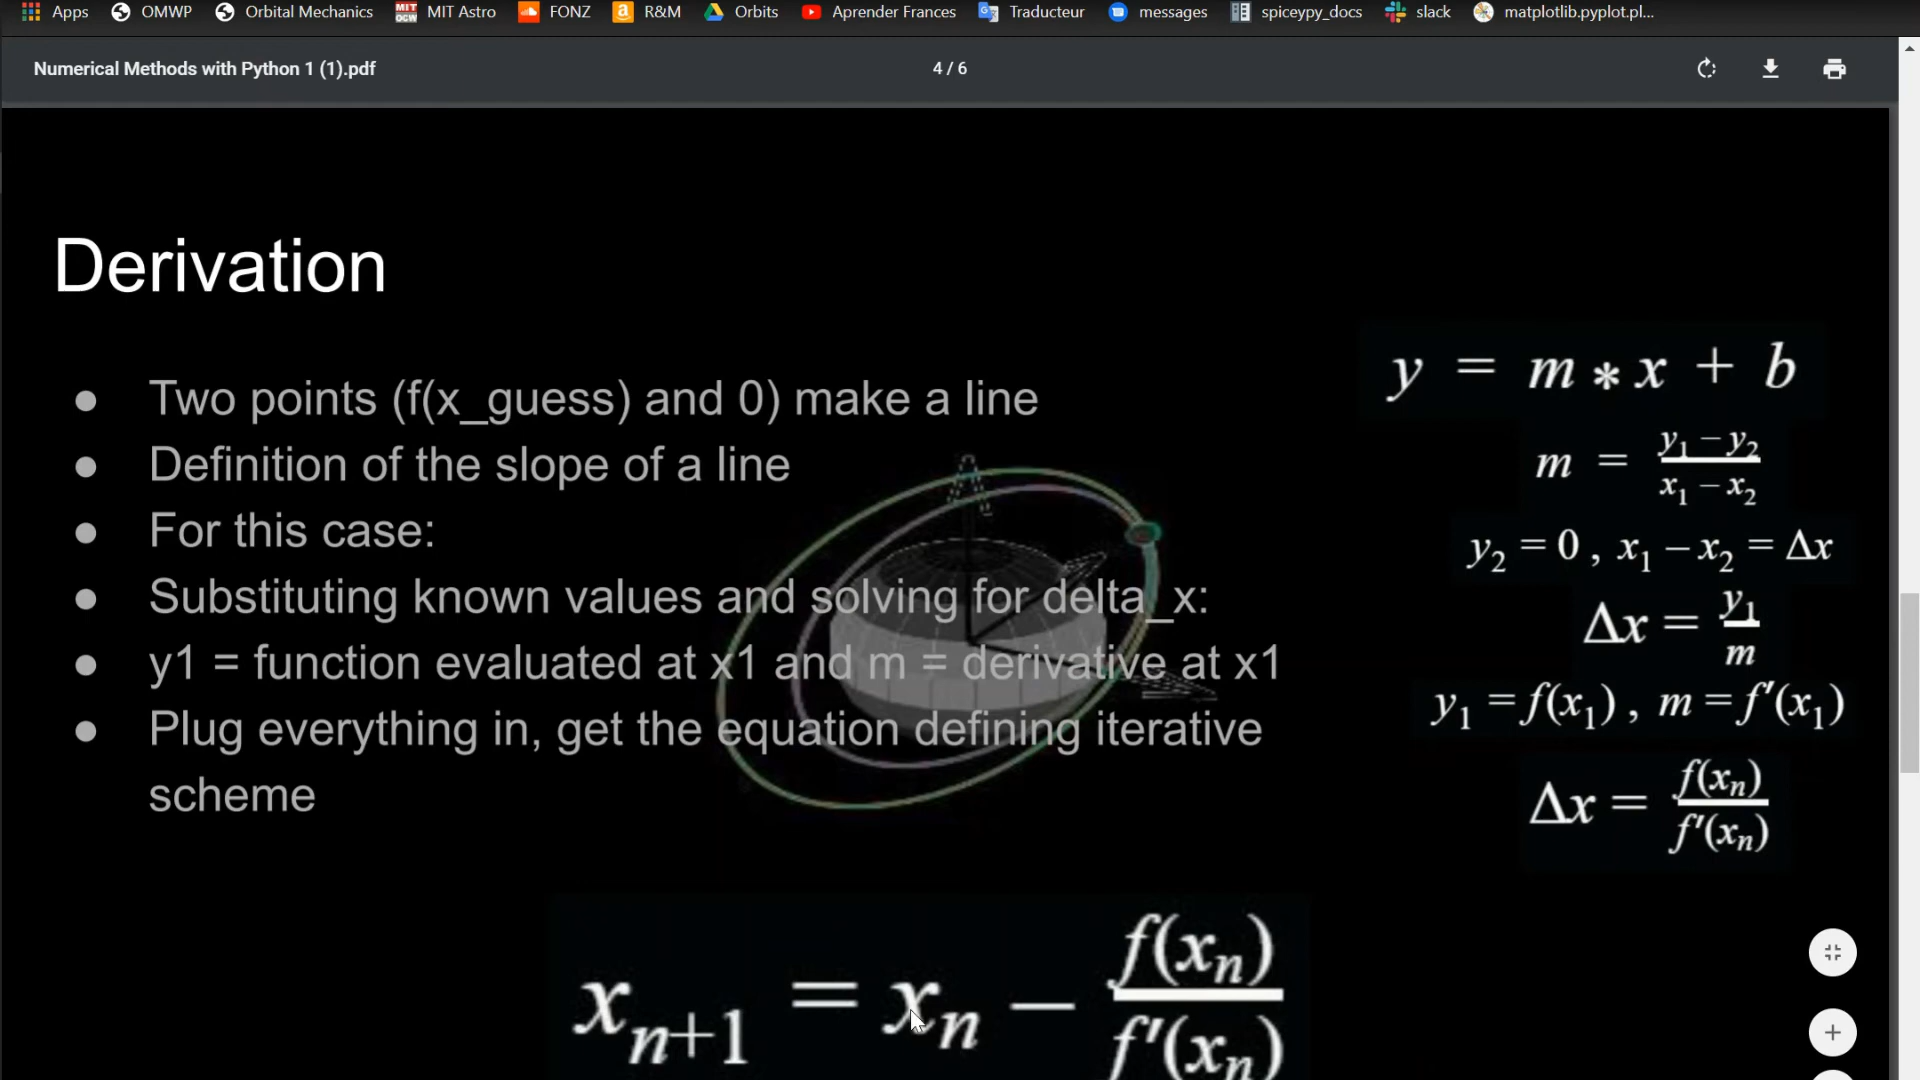 Apps OMWP Orbital Mechanics MIT OCW MIT Astro FONZ a R&M Orbits Aprender Frances Traducteur messages spiceypy_docs slack matplotlib.pyplot.pl...
Numerical Methods with Python 1 (1).pdf 4 / 6
Derivation
● Two points (f(x_guess) and 0) make a line
● Definition of the slope of a line
● For this case:
● Substituting known values and solving for delta_x:
● y1 = function evaluated at x1 and m = derivative at x1
● Plug everything in, get the equation defining iterative
scheme
y = m * x + b
m = (y₁ − y₂) / (x₁ − x₂)
y₂ = 0 , x₁ − x₂ = Δx
Δx = y₁ / m
y₁ = f(x₁) , m = f′(x₁)
Δx = f(xₙ) / f′(xₙ)
xₙ₊₁ = xₙ − f(xₙ) / f′(xₙ)